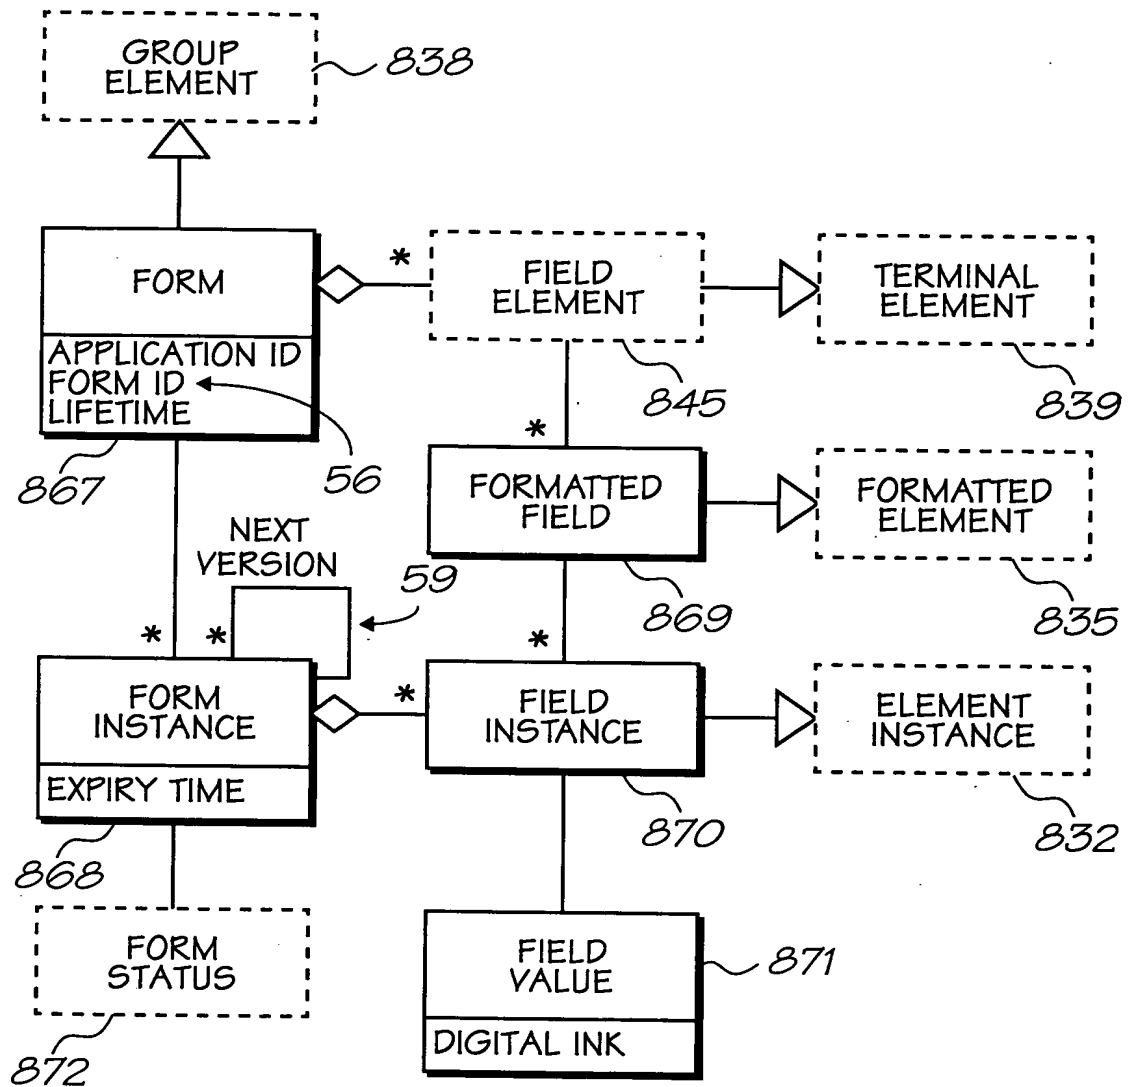 GROUP
ELEMENT
838
FORM
*
FIELD
ELEMENT
TERMINAL
ELEMENT
APPLICATION ID
FORM ID
LIFETIME
845
839
867
56
*
FORMATTED
FIELD
FORMATTED
ELEMENT
NEXT
VERSION
59
869
835
*
*
*
FORM
INSTANCE
*
FIELD
INSTANCE
ELEMENT
INSTANCE
EXPIRY TIME
870
832
868
FORM
STATUS
FIELD
VALUE
871
DIGITAL INK
872